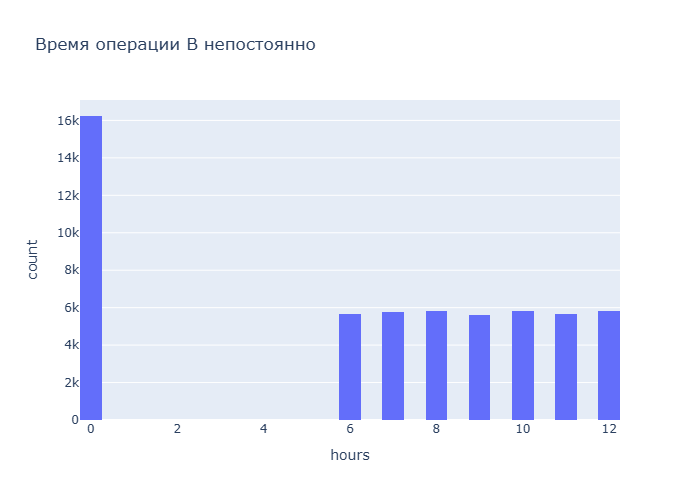 Время операции B непостоянно
16k
14k
12k
10k
8k
6k
4k
2k
0
count
0 2 4 6 8 10 12
hours